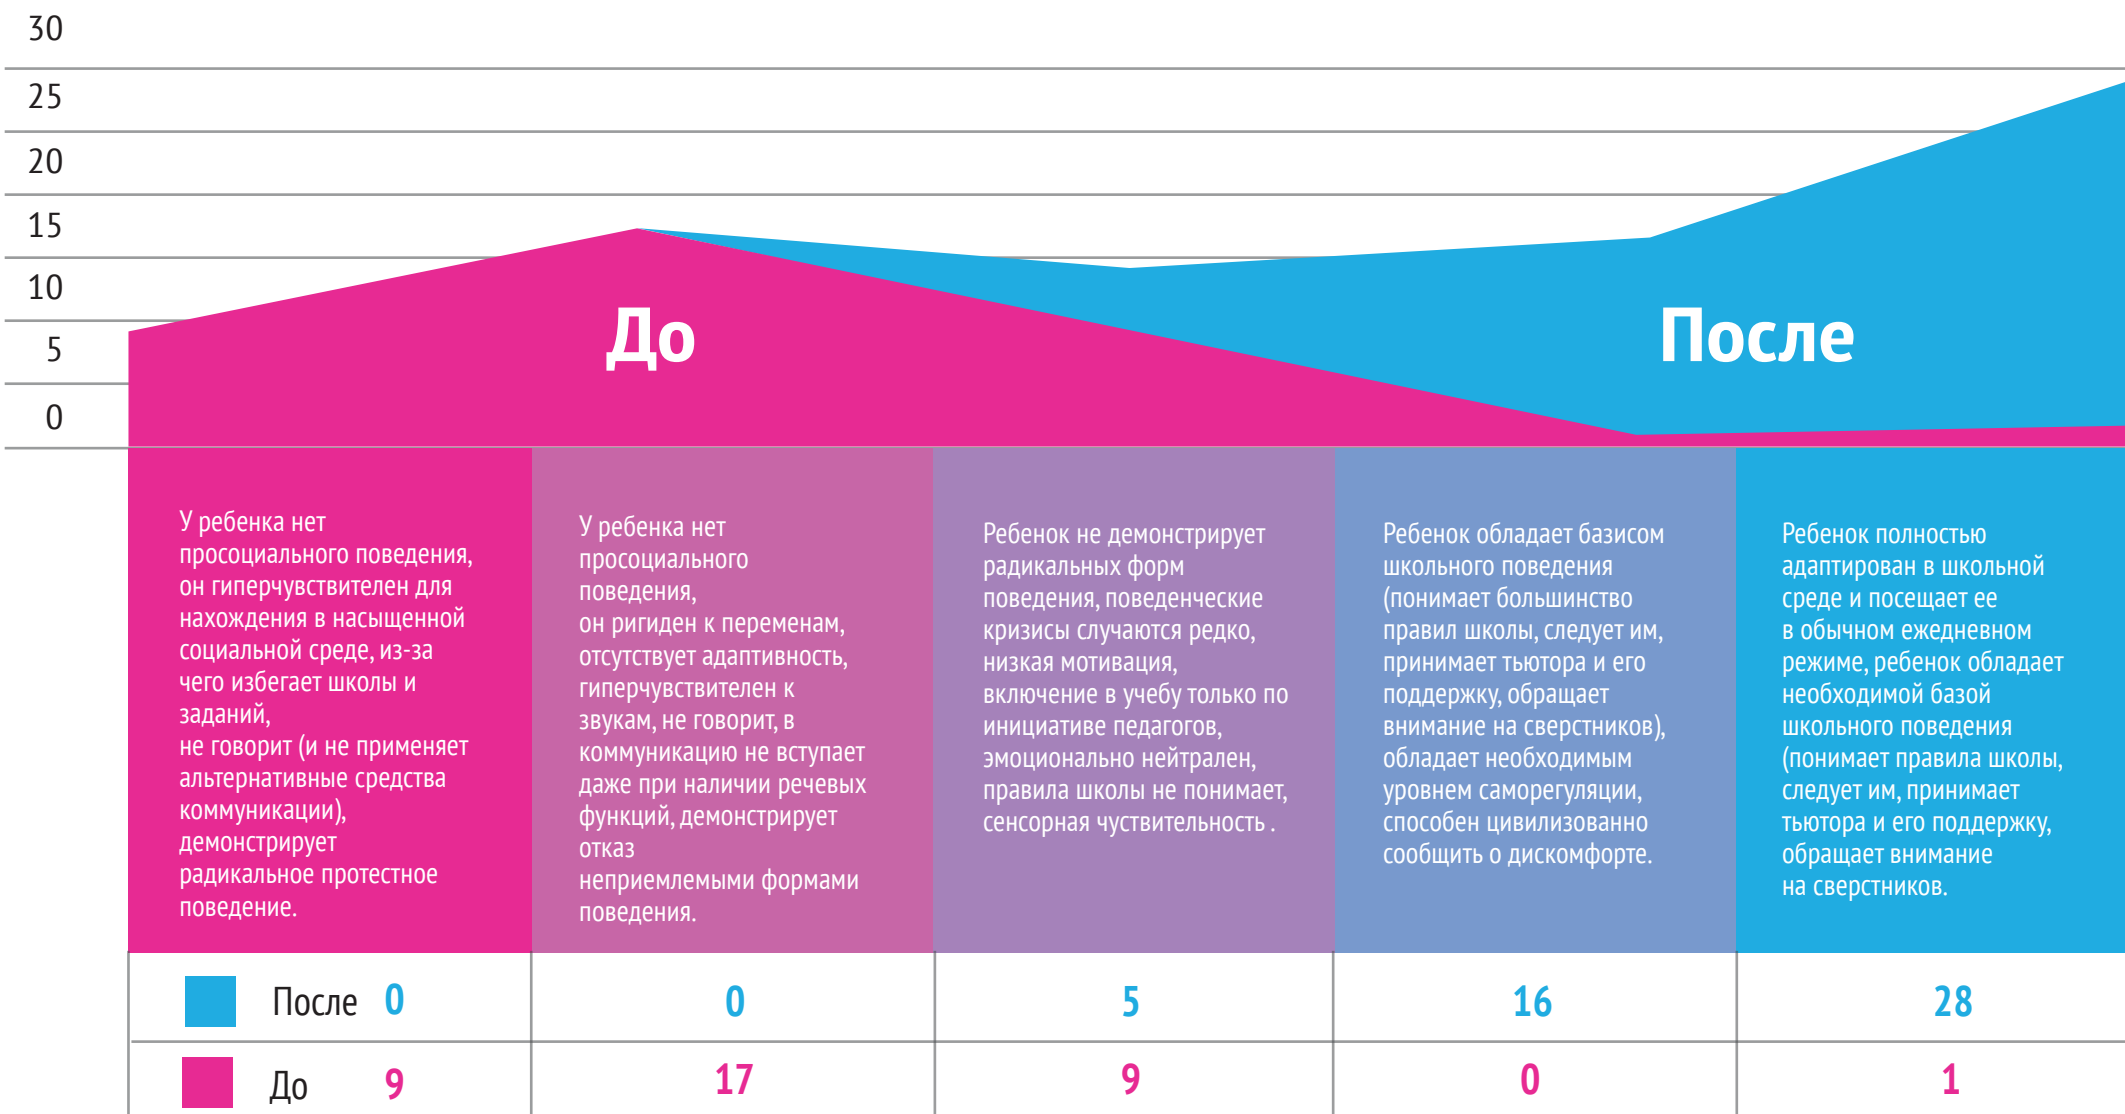 30
25
20
15
10
5
0
До
После
У ребенка нет
просоциального поведения,
он гиперчувствителен для
нахождения в насыщенной
социальной среде, из-за
чего избегает школы и
заданий,
не говорит (и не применяет
альтернативные средства
коммуникации),
демонстрирует
радикальное протестное
поведение.
У ребенка нет
просоциального
поведения,
он ригиден к переменам,
отсутствует адаптивность,
гиперчувствителен к
звукам, не говорит, в
коммуникацию не вступает
даже при наличии речевых
функций, демонстрирует
отказ
неприемлемыми формами
поведения.
Ребенок не демонстрирует
радикальных форм
поведения, поведенческие
кризисы случаются редко,
низкая мотивация,
включение в учебу только по
инициативе педагогов,
эмоционально нейтрален,
правила школы не понимает,
сенсорная чуствительность .
Ребенок обладает базисом
школьного поведения
(понимает большинство
правил школы, следует им,
принимает тьютора и его
поддержку, обращает
внимание на сверстников),
обладает необходимым
уровнем саморегуляции,
способен цивилизованно
сообщить о дискомфорте.
Ребенок полностью
адаптирован в школьной
среде и посещает ее
в обычном ежедневном
режиме, ребенок обладает
необходимой базой
школьного поведения
(понимает правила школы,
следует им, принимает
тьютора и его поддержку,
обращает внимание
на сверстников.
После 0 0 5 16 28
До 9 17 9 0 1